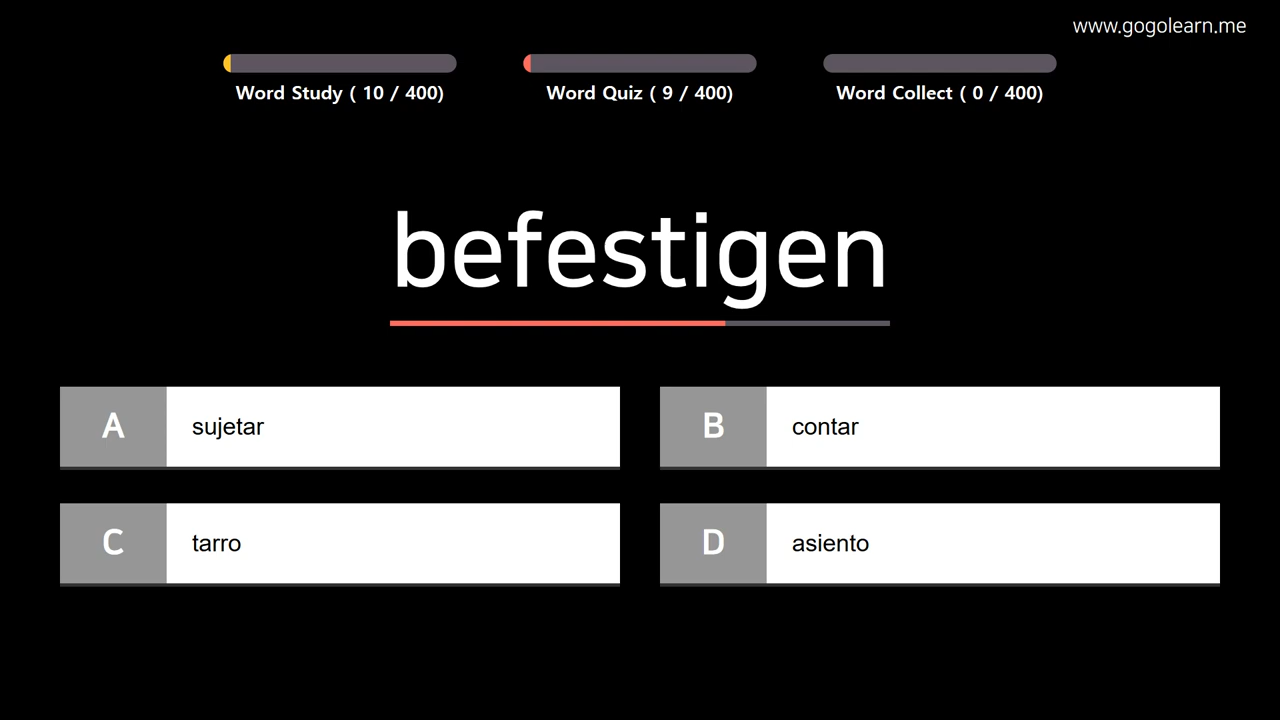 www.gogolearn.me
Word Study ( 10 / 400)
Word Quiz ( 9 / 400)
Word Collect ( 0 / 400)
befestigen
A sujetar
B contar
C tarro
D asiento